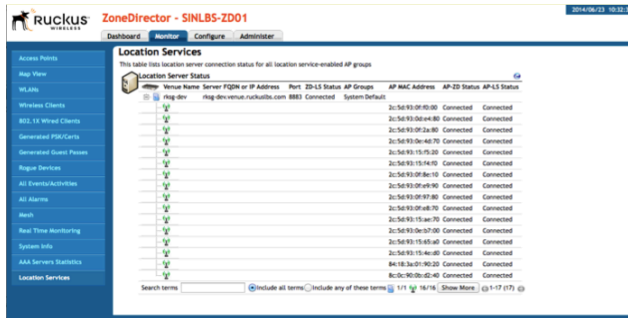 2014/06/23 10:32:
Ruckus WIRELESS ZoneDirector - SINLBS-ZD01
Dashboard Monitor Configure Administer
Access Points
Map View
WLANs
Wireless Clients
802.1X Wired Clients
Generated PSK/Certs
Generated Guest Passes
Rogue Devices
All Events/Activities
All Alarms
Mesh
Real Time Monitoring
System Info
AAA Servers Statistics
Location Services
Location Services
This table lists location server connection status for all location service-enabled AP groups
Location Server Status
Venue Name Server FQDN or IP Address Port ZD-LS Status AP Groups AP MAC Address AP-ZD Status AP-LS Status
rksg-dev rksg-dev.venue.ruckuslbs.com 8883 Connected System Default
2c:5d:93:0f:f0:00 Connected Connected
2c:5d:93:0d:e4:80 Connected Connected
2c:5d:93:0f:2a:80 Connected Connected
2c:5d:93:0e:4d:70 Connected Connected
2c:5d:93:15:f5:20 Connected Connected
2c:5d:93:15:f4:f0 Connected Connected
2c:5d:93:0f:8e:10 Connected Connected
2c:5d:93:0f:e9:90 Connected Connected
2c:5d:93:0f:97:80 Connected Connected
2c:5d:93:0f:e8:70 Connected Connected
2c:5d:93:15:ae:70 Connected Connected
2c:5d:93:0e:b7:00 Connected Connected
2c:5d:93:15:65:a0 Connected Connected
2c:5d:93:15:4e:d0 Connected Connected
84:18:3a:01:90:20 Connected Connected
8c:0c:90:0b:d2:40 Connected Connected
Search terms Include all terms Include any of these terms 1/1 16/16 Show More 1-17 (17)